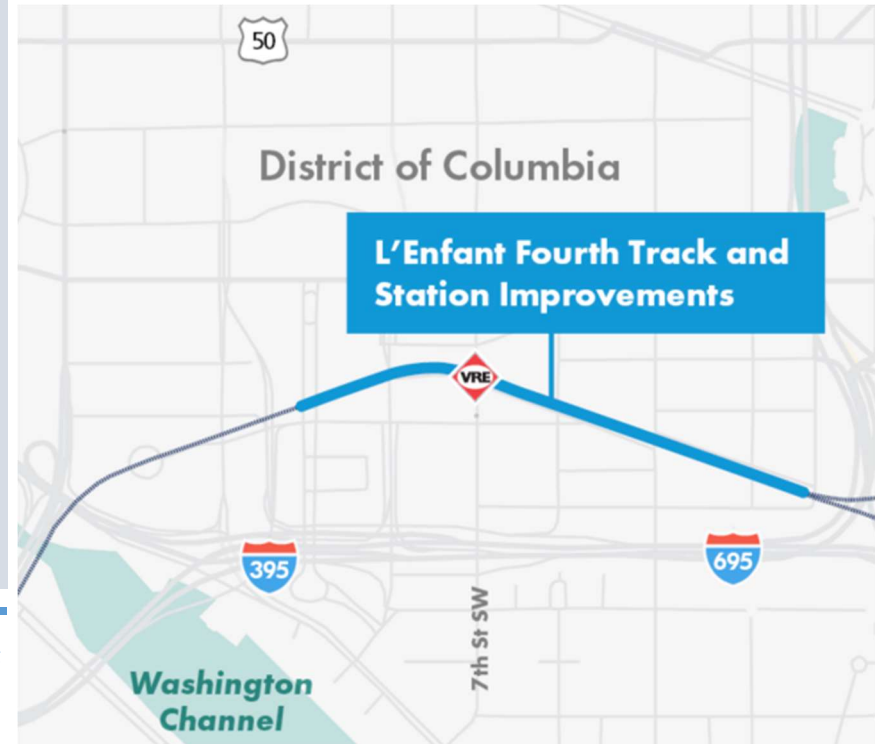 50
District of Columbia
L'Enfant Fourth Track and
Station Improvements
VRE
395
695
7th St SW
Washington
Channel